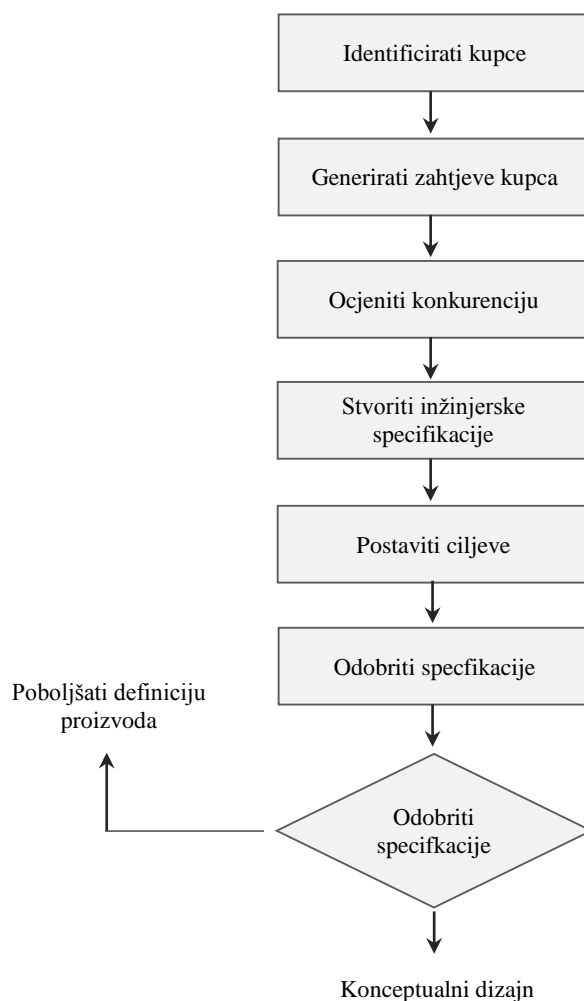 Identificirati kupce
Generirati zahtjeve kupca
Ocjeniti konkurenciju
Stvoriti inžinjerske
specifikacije
Postaviti ciljeve
Odobriti specfikacije
Poboljšati definiciju
proizvoda
Odobriti
specifkacije
Konceptualni dizajn